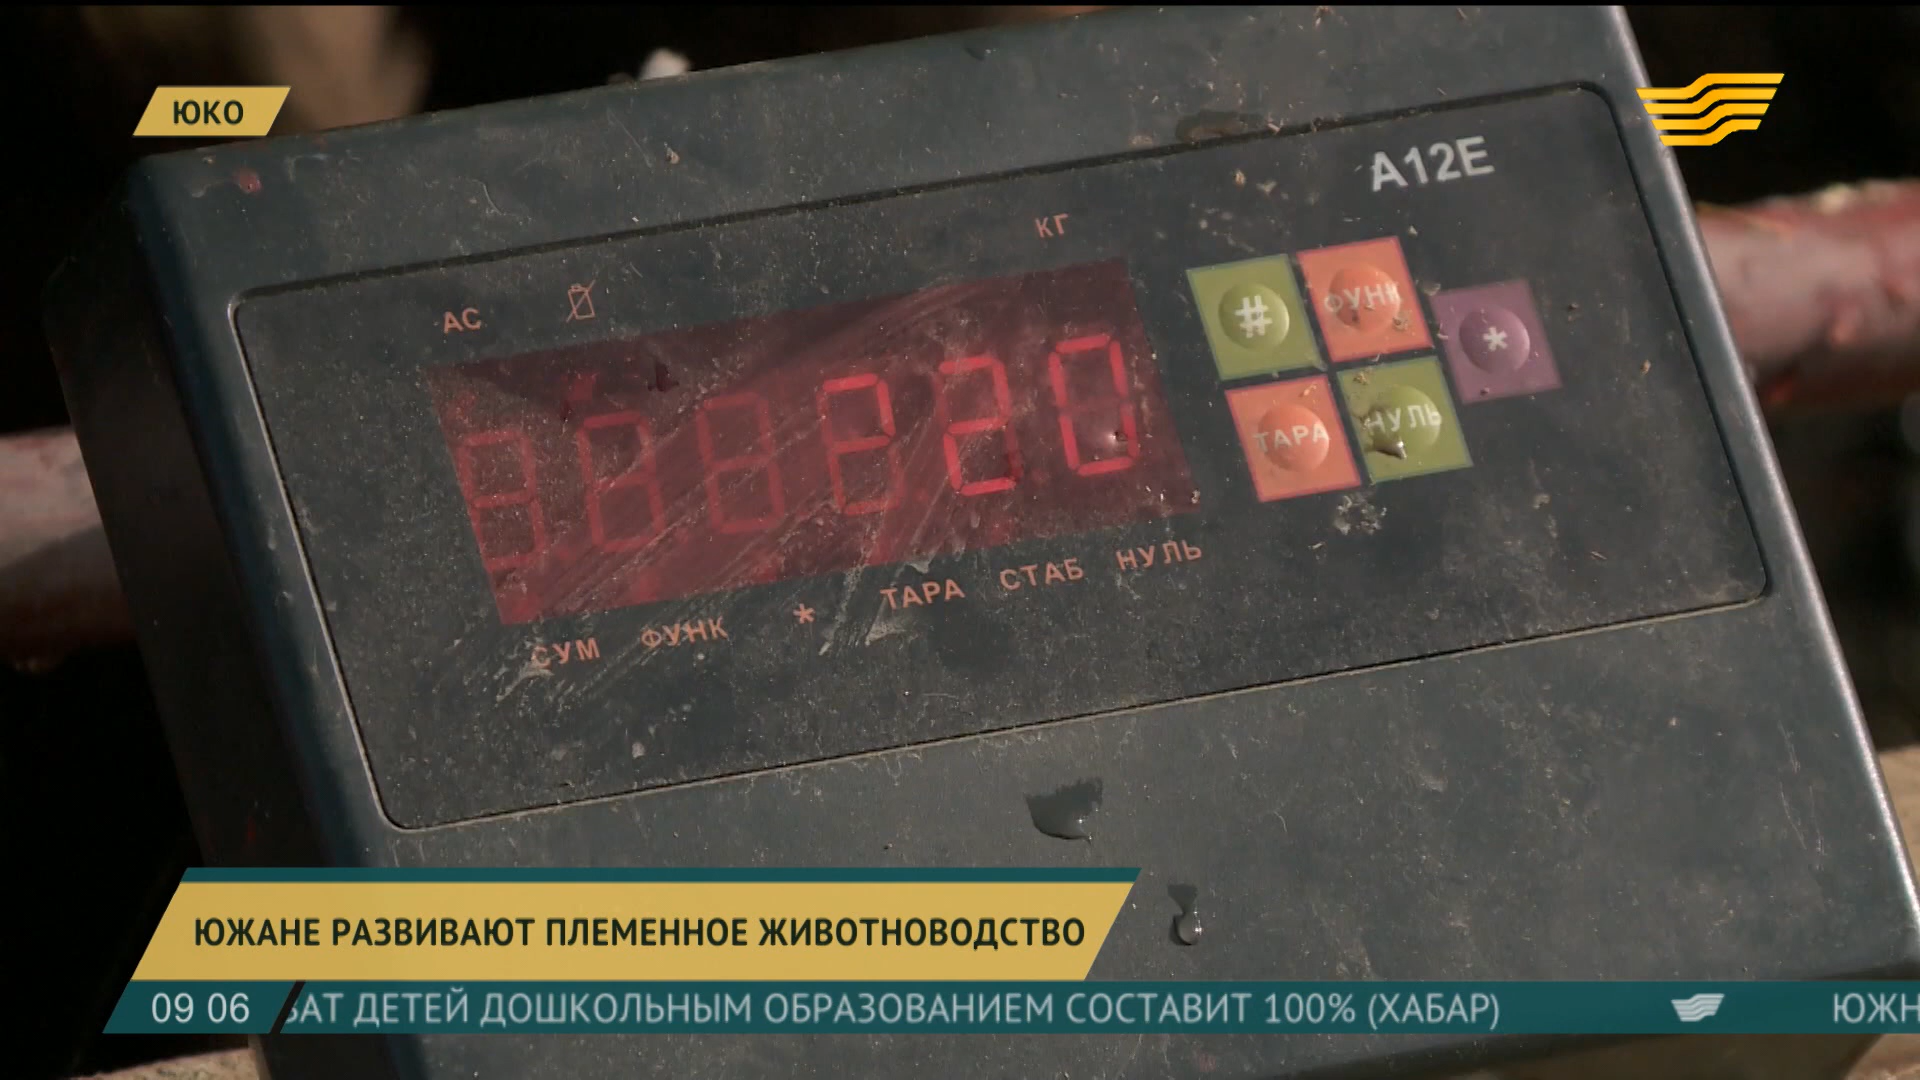 ЮКО
A12E
КГ
AC
220
#
ФУНК
*
ТАРА
НУЛЬ
СУМ ФУНК * ТАРА СТАБ НУЛЬ
ЮЖАНЕ РАЗВИВАЮТ ПЛЕМЕННОЕ ЖИВОТНОВОДСТВО
09 06 ВАТ ДЕТЕЙ ДОШКОЛЬНЫМ ОБРАЗОВАНИЕМ СОСТАВИТ 100% (ХАБАР) ЮЖН